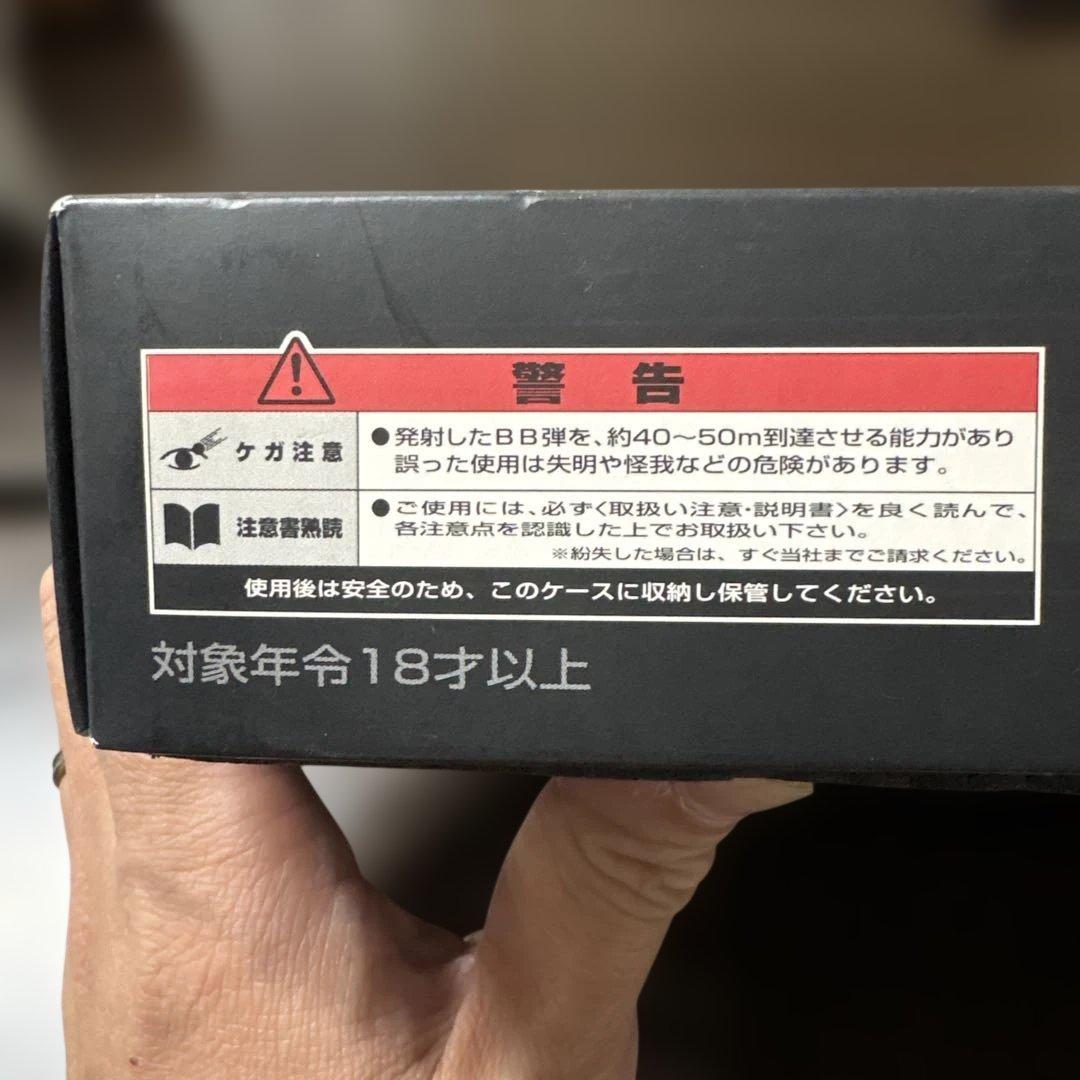 警告
ケガ注意
●発射したBB弾を、約40〜50m到達させる能力があり
誤った使用は失明や怪我などの危険があります。
注意書熟読
●ご使用には、必ず〈取扱い注意・説明書〉を良く読んで、
各注意点を認識した上でお取扱い下さい。
※紛失した場合は、すぐ当社までご請求ください。
使用後は安全のため、このケースに収納し保管してください。
対象年令18才以上